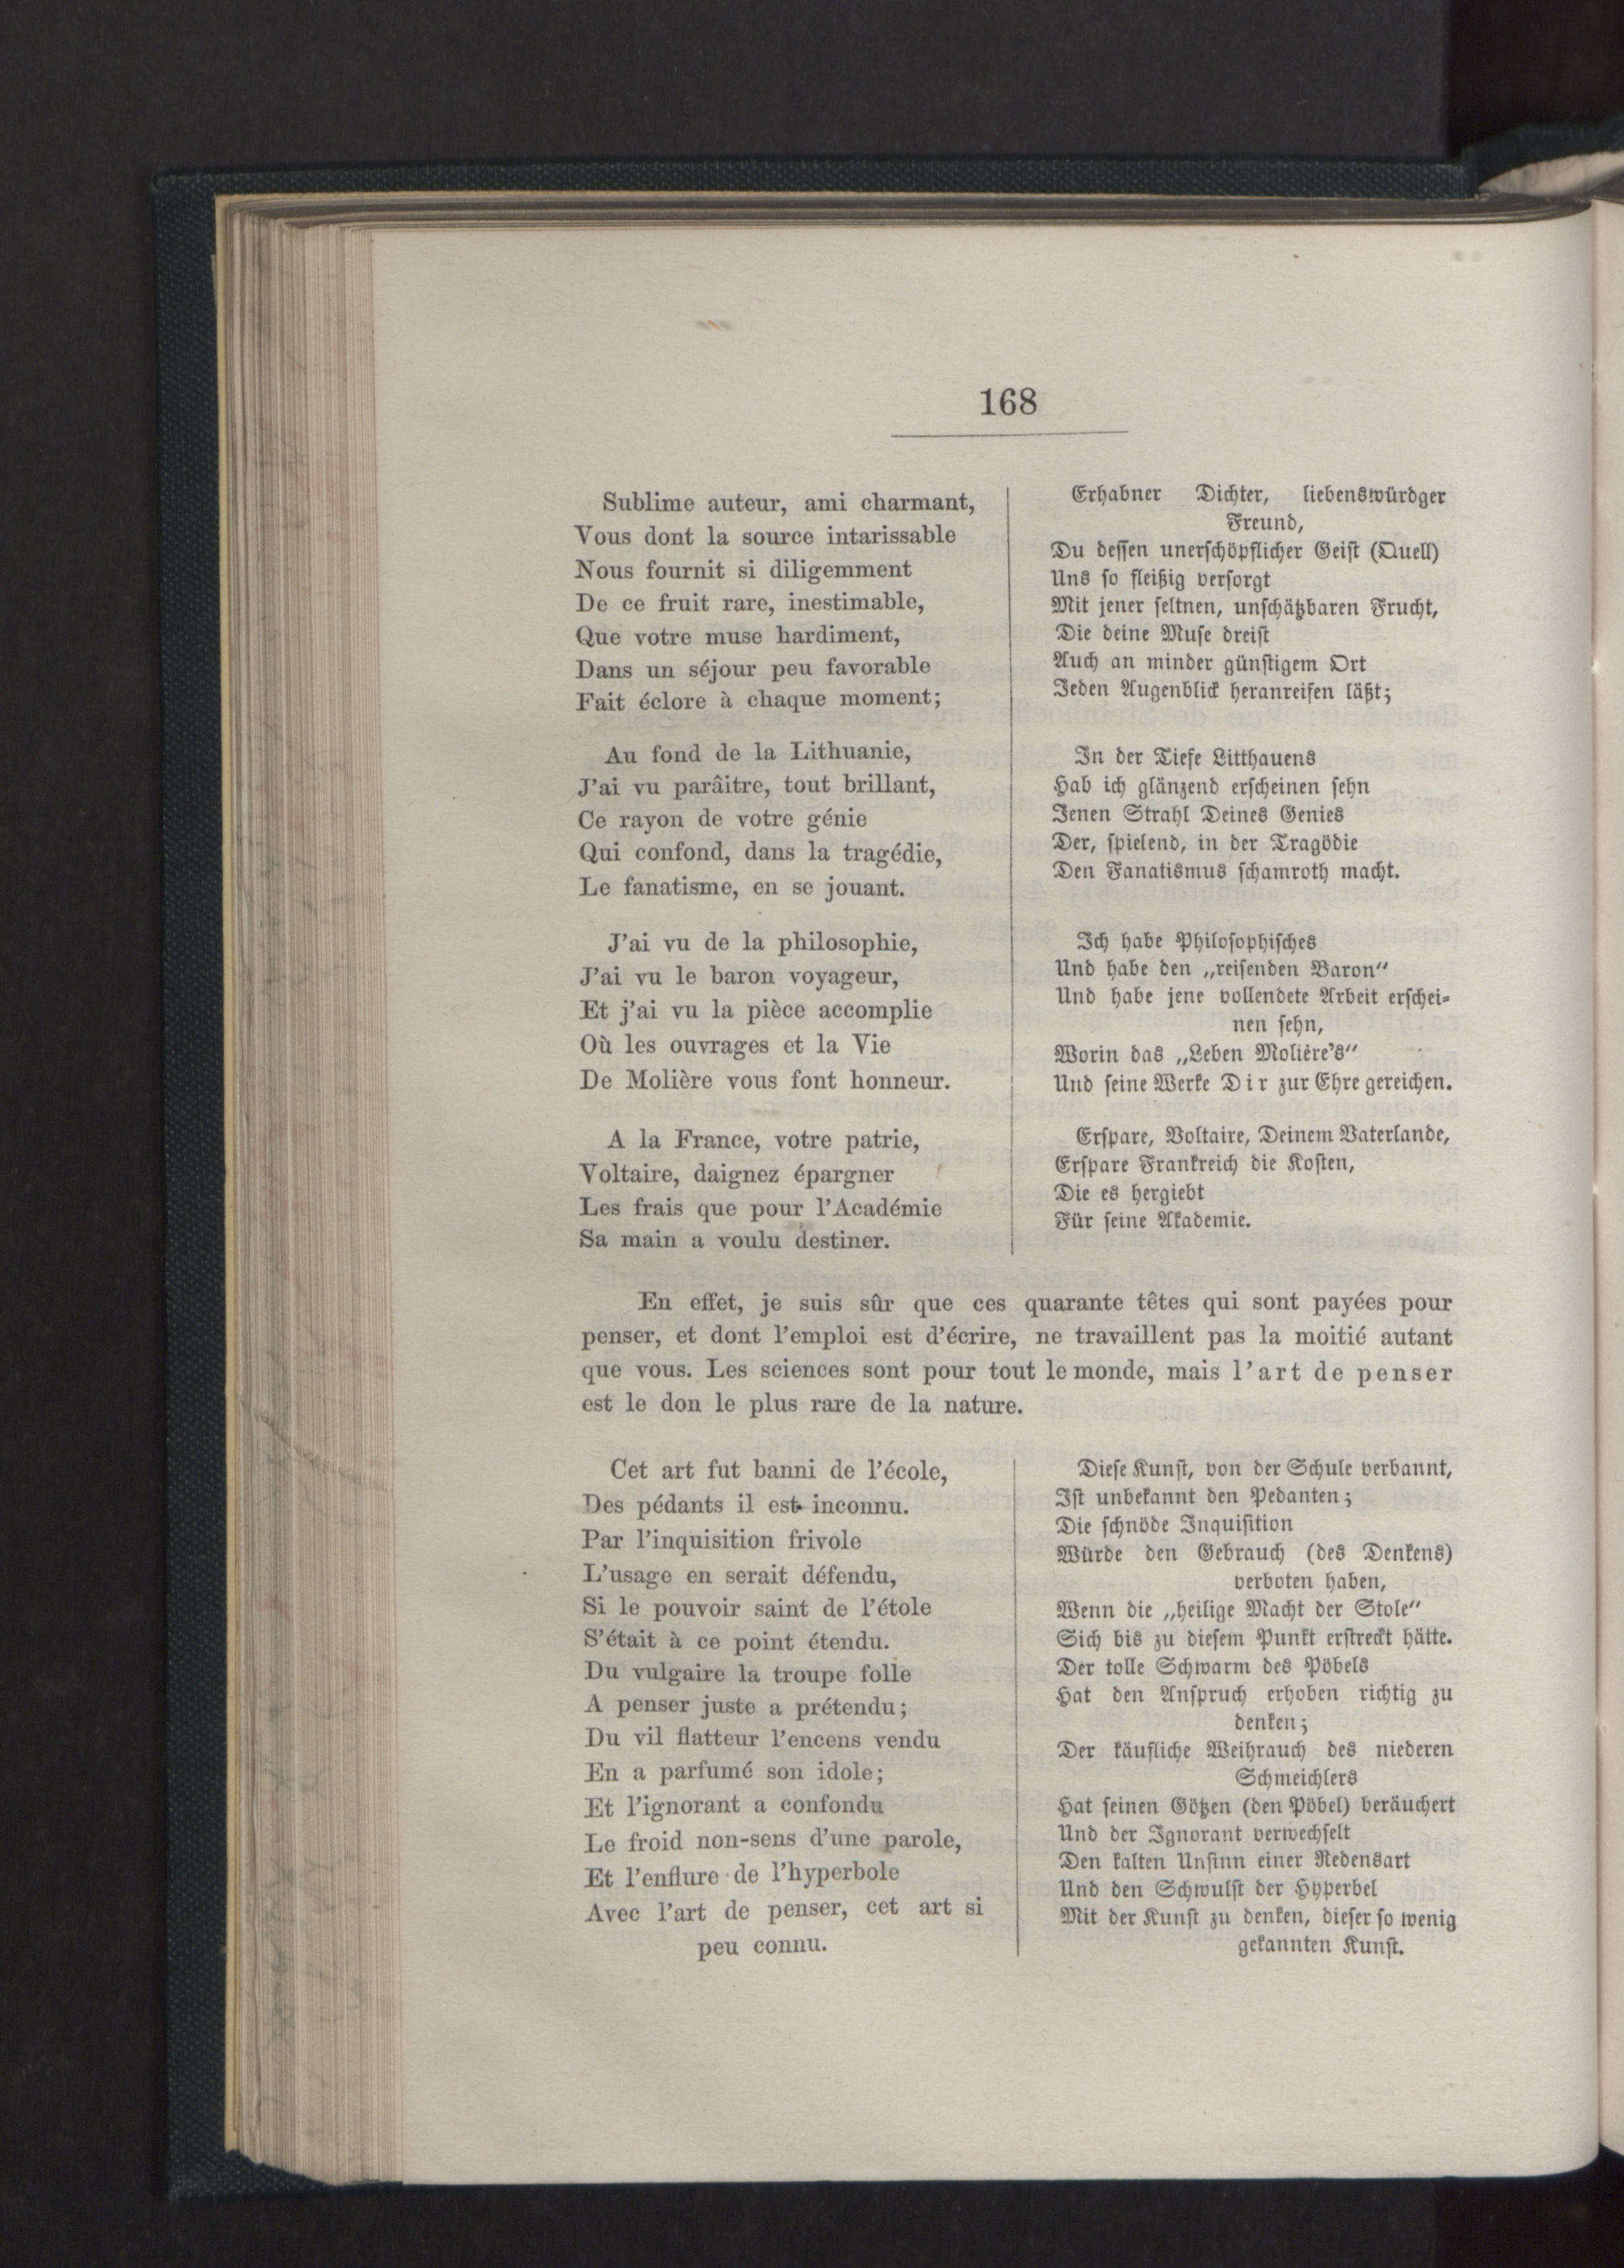 168
Sublime auteur, ami charmant,
Vous dont la source intarissable
Nous fournit si diligemment
De ce fruit rare, inestimable,
Que votre muse hardiment,
Dans un séjour peu favorable
Fait éclore à chaque moment;
Au fond de la Lithuanie,
J'ai vu parâitre, tout brillant,
Ce rayon de votre génie
Qui confond, dans la tragédie,
Le fanatisme, en se jouant.
J'ai vu de la philosophie,
J'ai vu le baron voyageur,
Et j'ai vu la pièce accomplie
Où les ouvrages et la Vie
De Molière vous font honneur.
A la France, votre patrie,
Voltaire, daignez épargner
Les frais que pour l'Académie
Sa main a voulu destiner.
Erhabner Dichter, liebenswürdger
Freund,
Du dessen unerschöpflicher Geist (Quell)
Uns so fleißig versorgt
Mit jener seltnen, unschätzbaren Frucht,
Die deine Muse dreist
Auch an minder günstigem Ort
Jeden Augenblick heranreifen läßt;
In der Tiefe Litthauens
Hab ich glänzend erscheinen sehn
Jenen Strahl Deines Genies
Der, spielend, in der Tragödie
Den Fanatismus schamroth macht.
Ich habe Philosophisches
Und habe den „reisenden Baron"
Und habe jene vollendete Arbeit erschei-
nen sehn,
Worin das „Leben Molière's"
Und seine Werke Dir zur Ehre gereichen.
Erspare, Voltaire, Deinem Vaterlande,
Erspare Frankreich die Kosten,
Die es hergiebt
Für seine Akademie.
En effet, je suis sûr que ces quarante têtes qui sont payées pour
penser, et dont l'emploi est d'écrire, ne travaillent pas la moitié autant
que vous. Les sciences sont pour tout le monde, mais l'art de penser
est le don le plus rare de la nature.
Cet art fut banni de l'école,
Des pédants il est inconnu.
Par l'inquisition frivole
L'usage en serait défendu,
Si le pouvoir saint de l'étole
S'était à ce point étendu.
Du vulgaire la troupe folle
A penser juste a prétendu;
Du vil flatteur l'encens vendu
En a parfumé son idole;
Et l'ignorant a confondu
Le froid non-sens d'une parole,
Et l'enflure de l'hyperbole
Avec l'art de penser, cet art si
peu connu.
Diese Kunst, von der Schule verbannt,
Ist unbekannt den Pedanten;
Die schnöde Inquisition
Würde den Gebrauch (des Denkens)
verboten haben,
Wenn die „heilige Macht der Stole"
Sich bis zu diesem Punkt erstreckt hätte.
Der tolle Schwarm des Pöbels
Hat den Anspruch erhoben richtig zu
denken;
Der käufliche Weihrauch des niederen
Schmeichlers
Hat seinen Götzen (den Pöbel) beräuchert
Und der Ignorant verwechselt
Den kalten Unsinn einer Redensart
Und den Schwulst der Hyperbel
Mit der Kunst zu denken, dieser so wenig
gekannten Kunst.